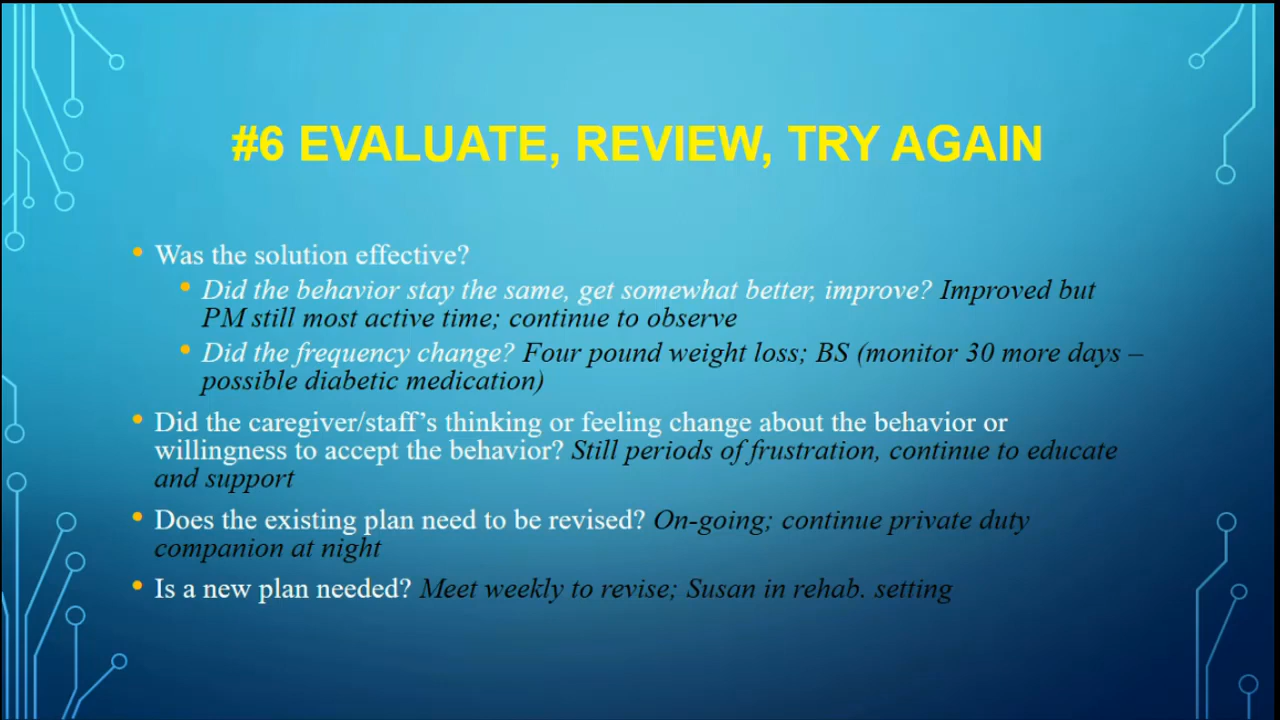 #6 EVALUATE, REVIEW, TRY AGAIN
• Was the solution effective?
• Did the behavior stay the same, get somewhat better, improve? Improved but
PM still most active time; continue to observe
• Did the frequency change? Four pound weight loss; BS (monitor 30 more days –
possible diabetic medication)
• Did the caregiver/staff’s thinking or feeling change about the behavior or
willingness to accept the behavior? Still periods of frustration, continue to educate
and support
• Does the existing plan need to be revised? On-going; continue private duty
companion at night
• Is a new plan needed? Meet weekly to revise; Susan in rehab. setting